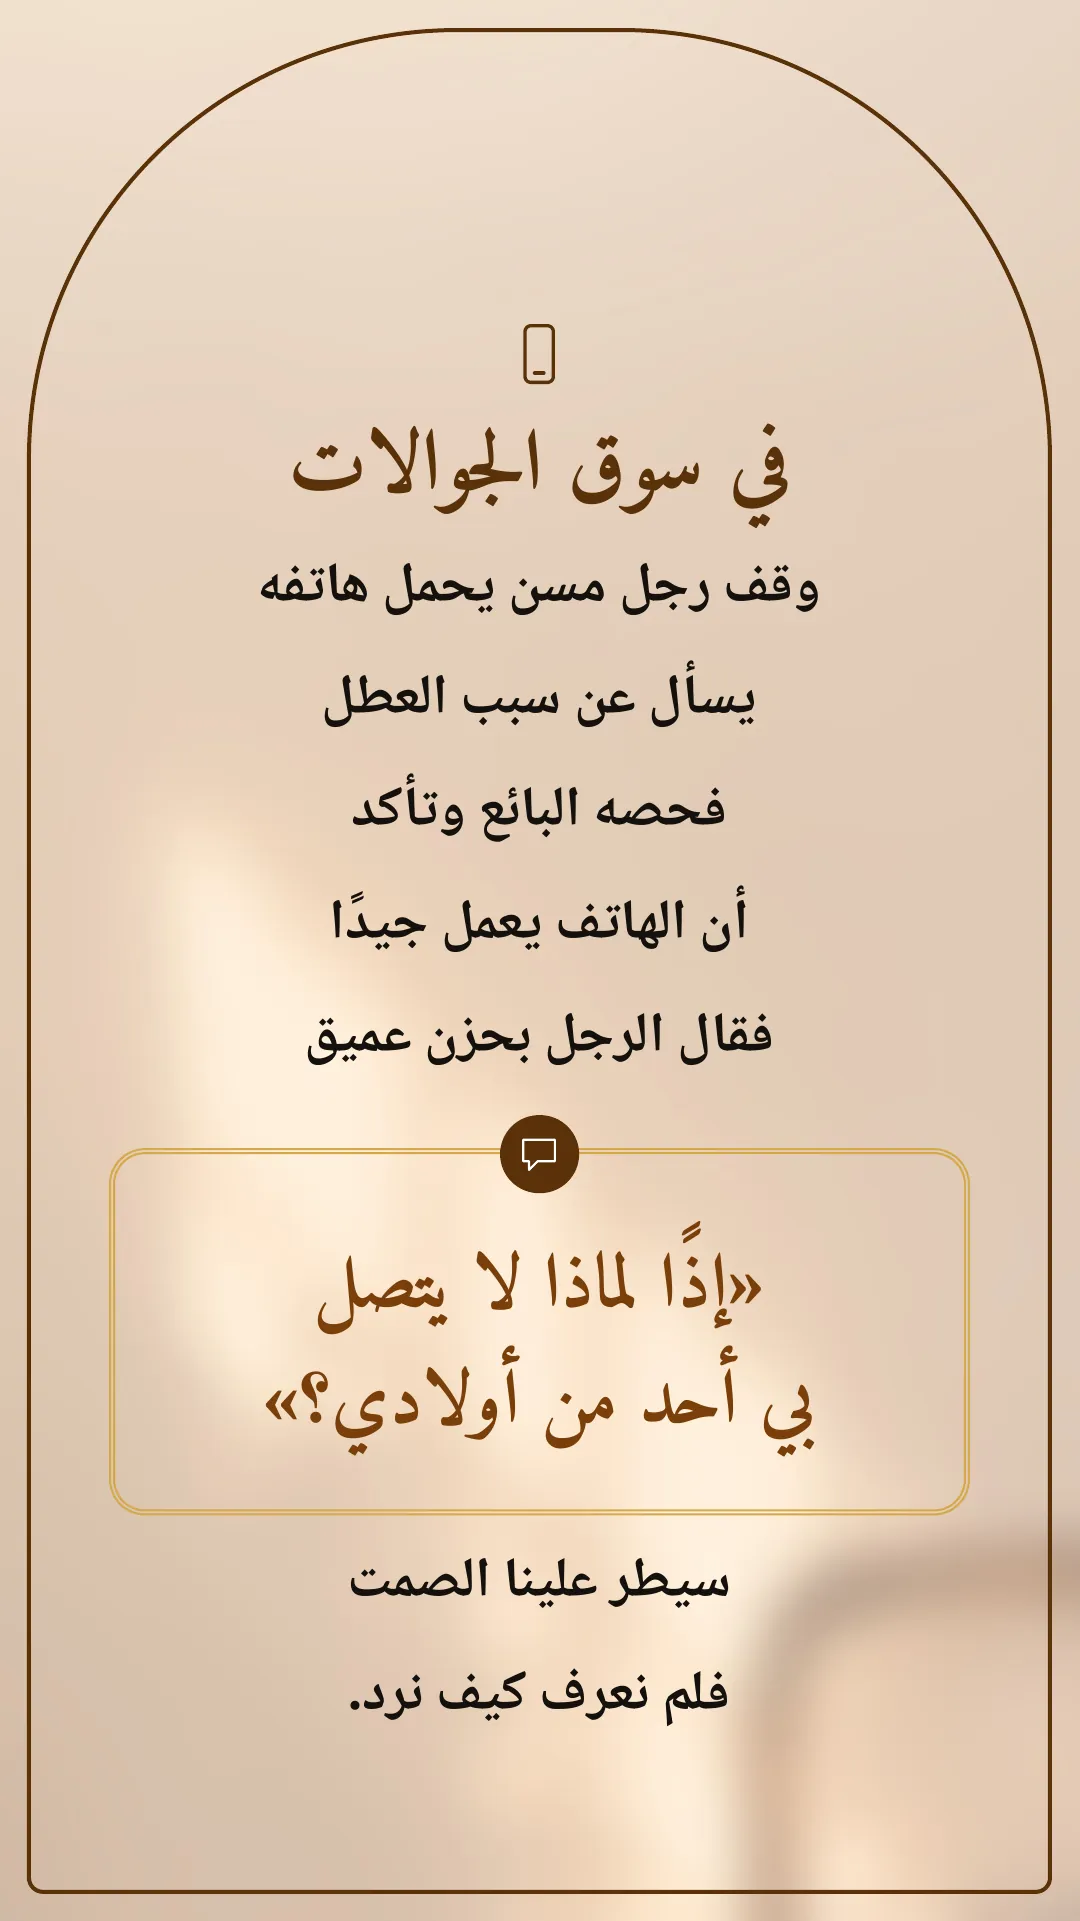 في سوق الجوالات
وقف رجل مسن يحمل هاتفه
يسأل عن سبب العطل
فحصه البائع وتأكد
أن الهاتف يعمل جيدًا
فقال الرجل بحزن عميق
«إذًا لماذا لا يتصل
بي أحد من أولادي؟»
سيطر علينا الصمت
فلم نعرف كيف نرد.